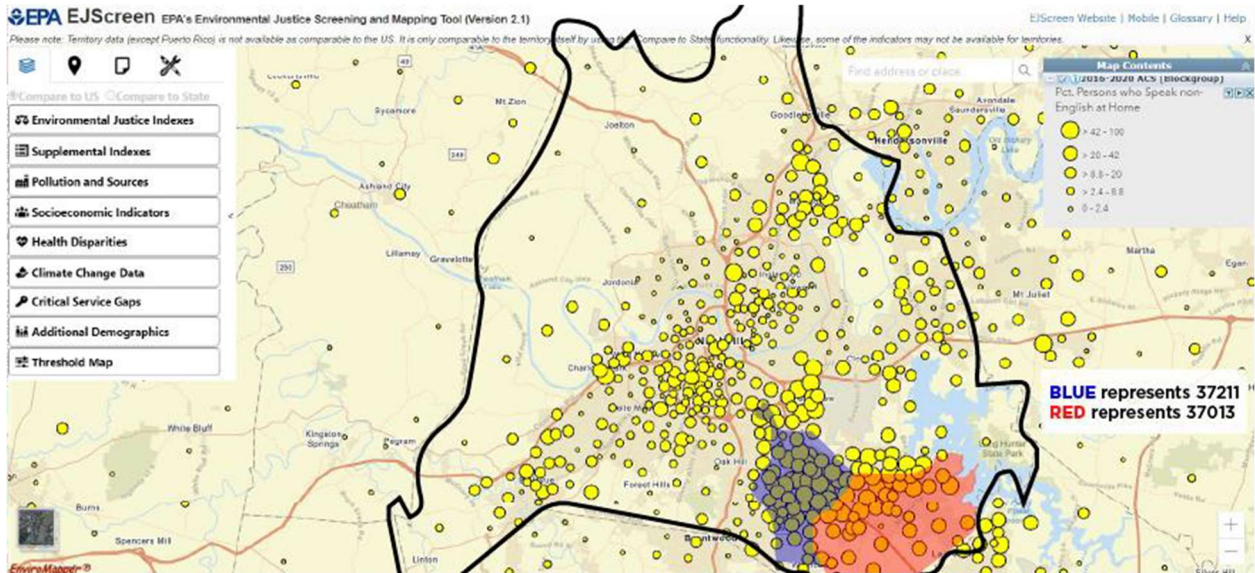 EPA EJScreen EPA's Environmental Justice Screening and Mapping Tool (Version 2.1)
EJScreen Website | Mobile | Glossary | Help
Please note: Territory data (except Puerto Rico) is not available as comparable to the US. It is only comparable to the territory itself by using the Compare to State functionality. Likewise, some of the indicators may not be available for territories.
X
Compare to US Compare to State
Environmental Justice Indexes
Supplemental Indexes
Pollution and Sources
Socioeconomic Indicators
Health Disparities
Climate Change Data
Critical Service Gaps
Additional Demographics
Threshold Map
Find address or place
Map Contents
2016-2020 ACS (Blockgroup)
Pct. Persons who Speak non-
English at Home
> 42 - 100
> 20 - 42
> 8.8 - 20
> 2.4 - 8.8
0 - 2.4
BLUE represents 37211
RED represents 37013
49
Mt Zion
Sycamore
Joelton
249
Ashland City
Cheatham
Lillamay
Gravelotte
250
Jordonia
Hendersonville
Avondale
Saundersville
Old Hickory
Lake
Martha
Egan
Mt Juliet
White Bluff
Kingston
Springs
Pegram
Oak Hill
Forest Hills
Brentwood
State Park
Burns
Spencers Mill
Linton
EnviroMapper®
+
−